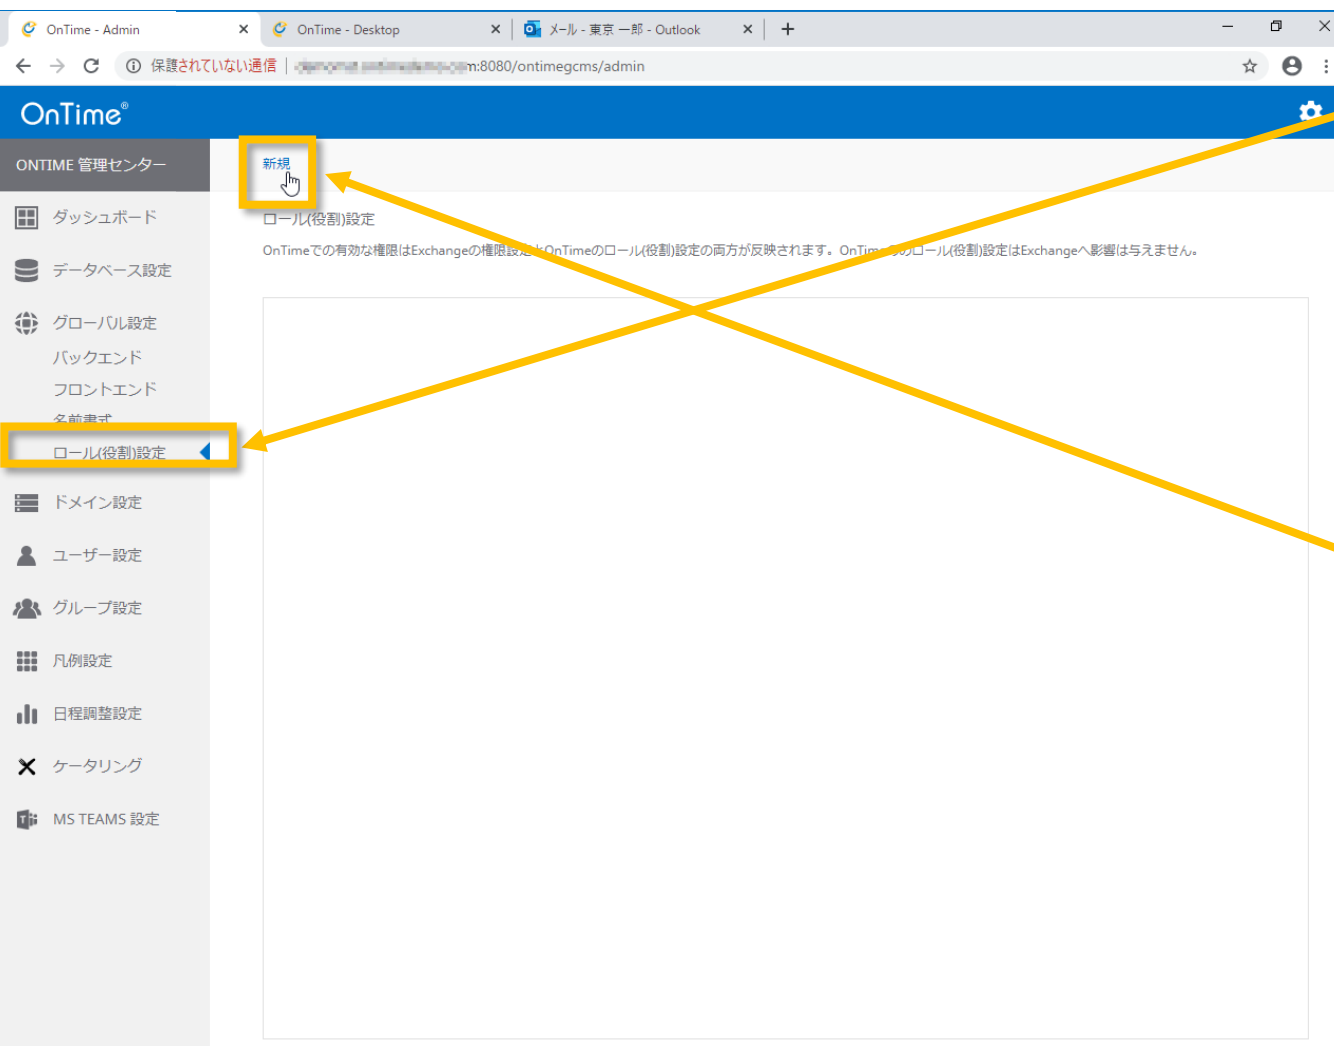 OnTime - Admin
OnTime - Desktop
メール - 東京 一郎 - Outlook
保護されていない通信
m:8080/ontimegcms/admin
OnTime®
ONTIME 管理センター
新規
ダッシュボード
データベース設定
グローバル設定
バックエンド
フロントエンド
名前書式
ロール(役割)設定
ドメイン設定
ユーザー設定
グループ設定
凡例設定
日程調整設定
ケータリング
MS TEAMS 設定
ロール(役割)設定
OnTimeでの有効な権限はExchangeの権限設定とOnTimeのロール(役割)設定の両方が反映されます。OnTimeでのロール(役割)設定はExchangeへ影響は与えません。